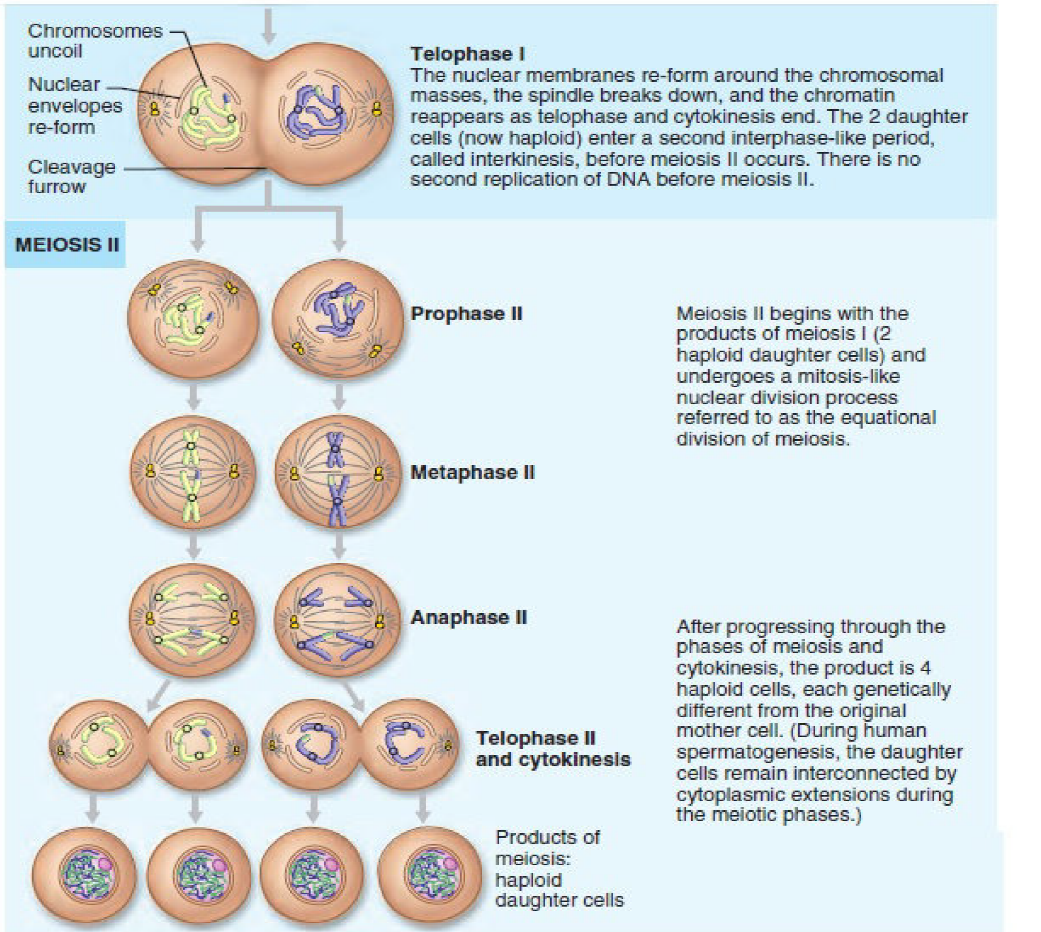 Chromosomes
uncoil
Nuclear
envelopes
re-form
Cleavage
furrow
Telophase I
The nuclear membranes re-form around the chromosomal
masses, the spindle breaks down, and the chromatin
reappears as telophase and cytokinesis end. The 2 daughter
cells (now haploid) enter a second interphase-like period,
called interkinesis, before meiosis II occurs. There is no
second replication of DNA before meiosis II.
MEIOSIS II
Prophase II
Meiosis II begins with the
products of meiosis I (2
haploid daughter cells) and
undergoes a mitosis-like
nuclear division process
referred to as the equational
division of meiosis.
Metaphase II
Anaphase II
After progressing through the
phases of meiosis and
cytokinesis, the product is 4
haploid cells, each genetically
different from the original
mother cell. (During human
spermatogenesis, the daughter
cells remain interconnected by
cytoplasmic extensions during
the meiotic phases.)
Telophase II
and cytokinesis
Products of
meiosis:
haploid
daughter cells